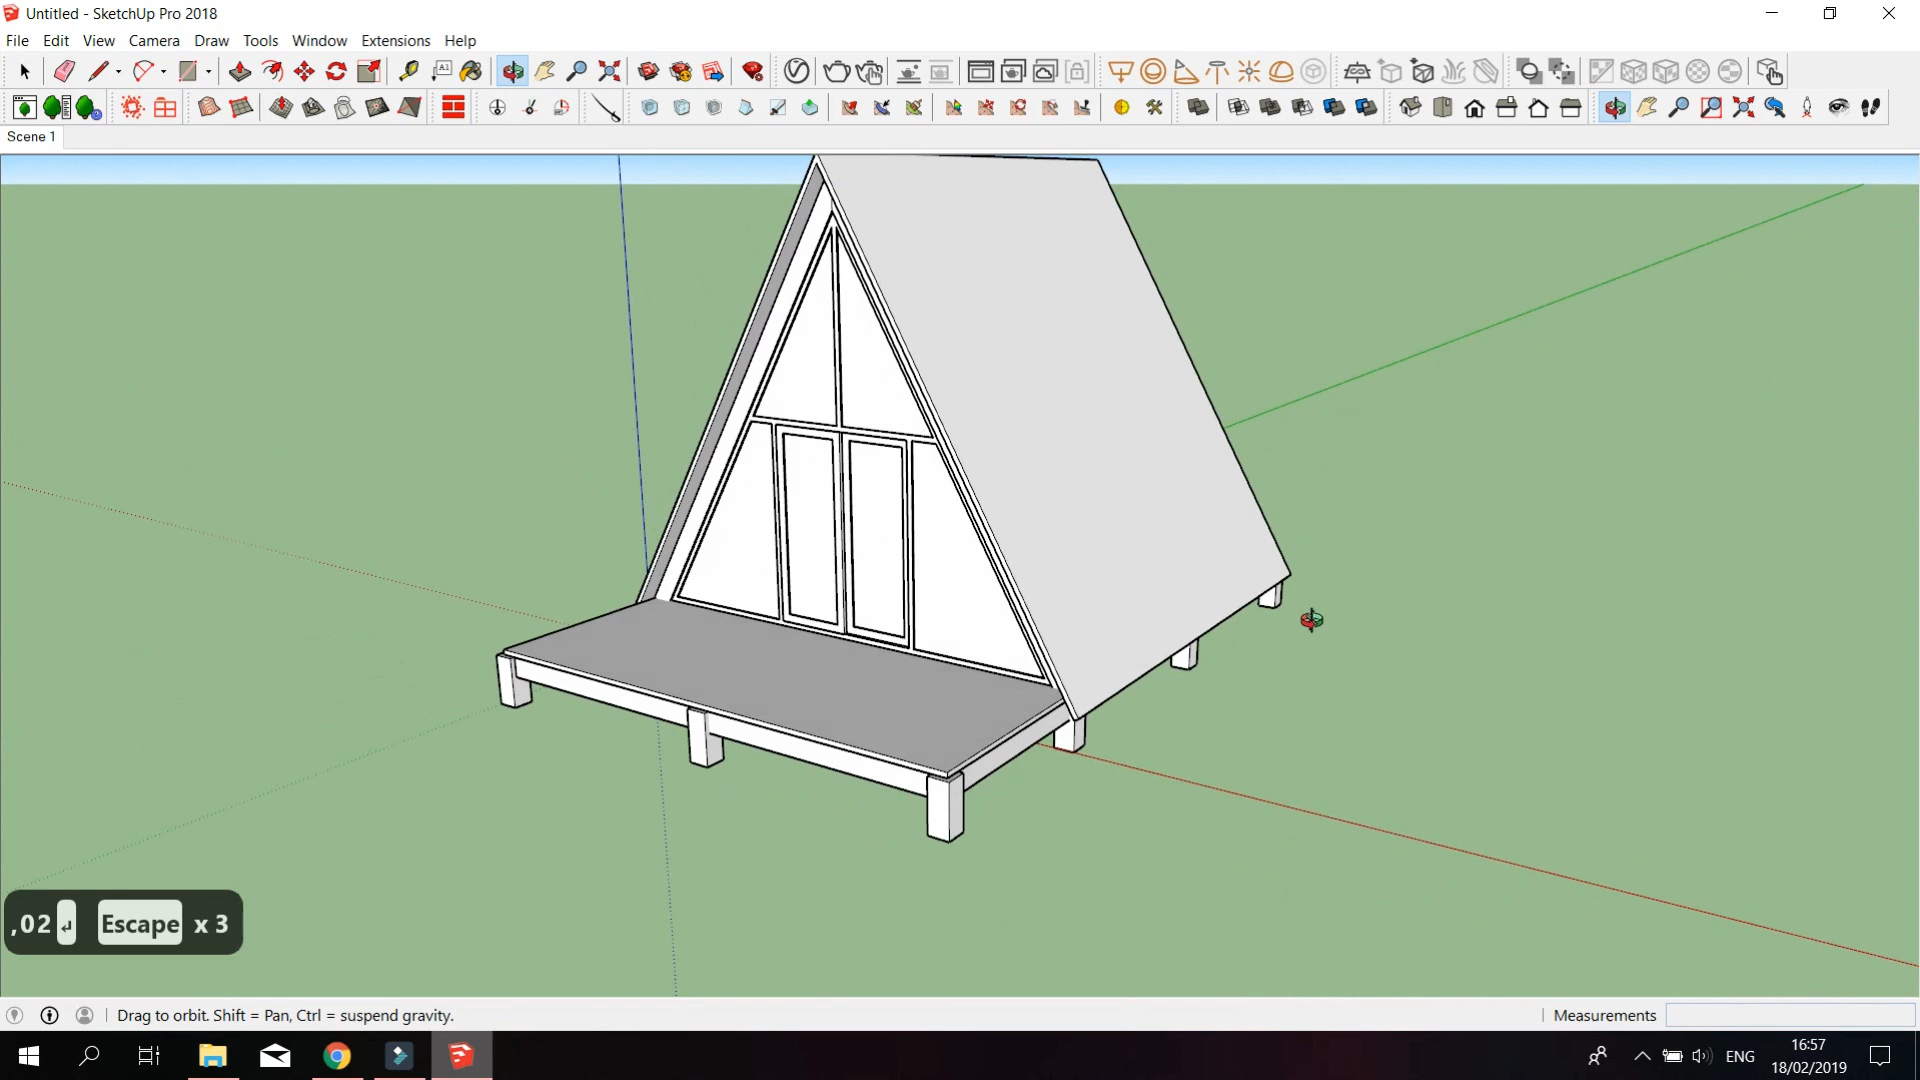 Untitled - SketchUp Pro 2018
File Edit View Camera Draw Tools Window Extensions Help
A1
Scene 1
,02 ↲ Escape x 3
Drag to orbit. Shift = Pan, Ctrl = suspend gravity.
Measurements
ENG
16:57
18/02/2019